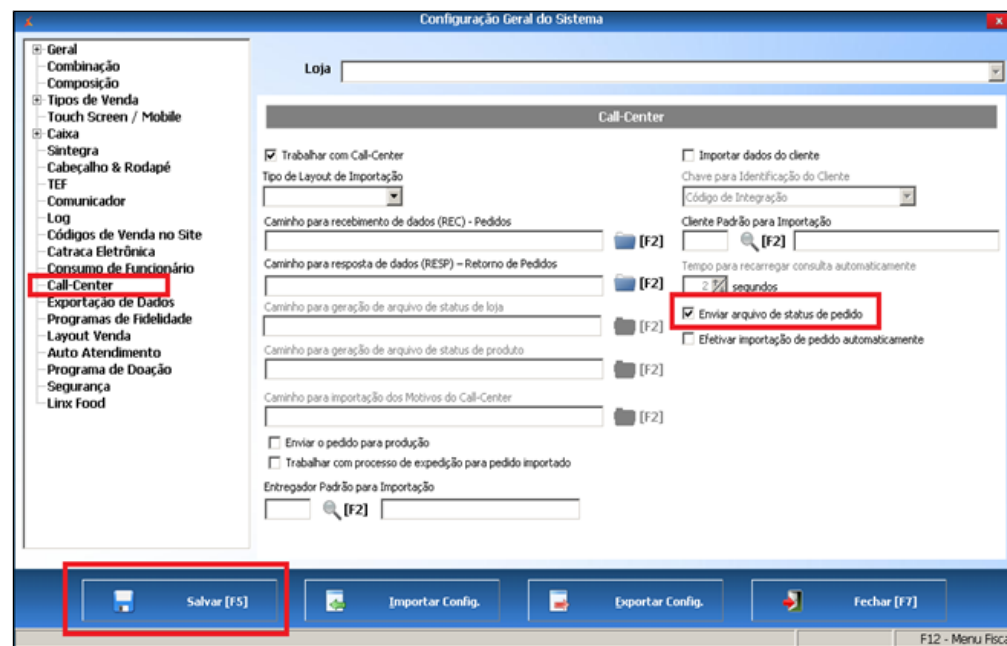 Configuração Geral do Sistema
Geral
Combinação
Composição
Tipos de Venda
Touch Screen / Mobile
Caixa
Sintegra
Cabeçalho & Rodapé
TEF
Comunicador
Log
Códigos de Venda no Site
Catraca Eletrônica
Consumo de Funcionário
Call-Center
Exportação de Dados
Programas de Fidelidade
Layout Venda
Auto Atendimento
Programa de Doação
Segurança
Linx Food
Loja
Call-Center
Trabalhar com Call-Center
Tipo de Layout de Importação
Caminho para recebimento de dados (REC) - Pedidos
[F2]
Caminho para resposta de dados (RESP) – Retorno de Pedidos
[F2]
Caminho para geração de arquivo de status de loja
[F2]
Caminho para geração de arquivo de status de produto
[F2]
Caminho para importação dos Motivos do Call-Center
[F2]
Enviar o pedido para produção
Trabalhar com processo de expedição para pedido importado
Entregador Padrão para Importação
[F2]
Importar dados do cliente
Chave para Identificação do Cliente
Código de Integração
Cliente Padrão para Importação
[F2]
Tempo para recarregar consulta automaticamente
2 segundos
Enviar arquivo de status de pedido
Efetivar importação de pedido automaticamente
Salvar [F5]
Importar Config.
Exportar Config.
Fechar [F7]
F12 - Menu Fisca